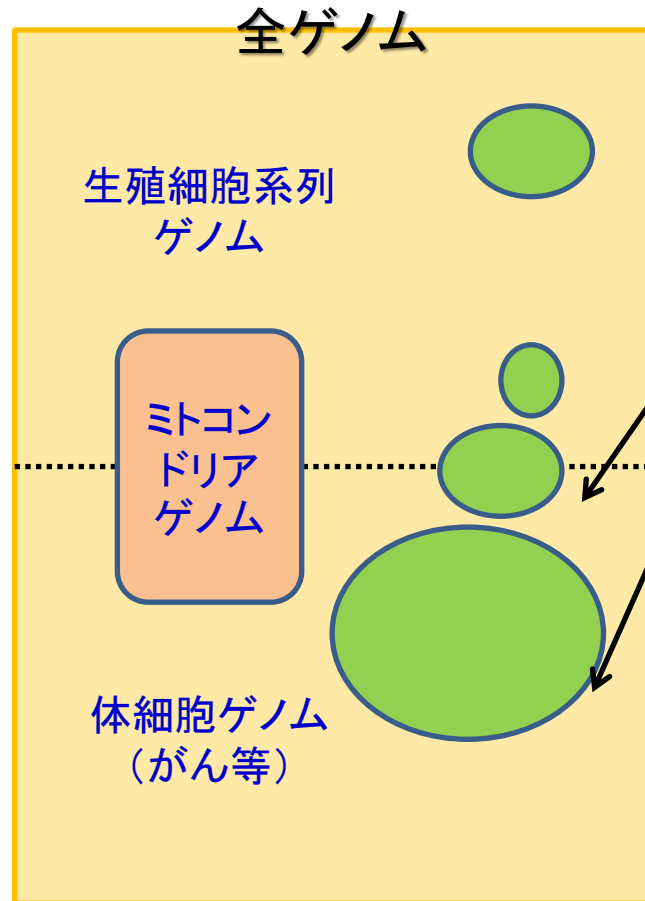 全ゲノム
生殖細胞系列
ゲノム
ミトコン
ドリア
ゲノム
体細胞ゲノム
（がん等）